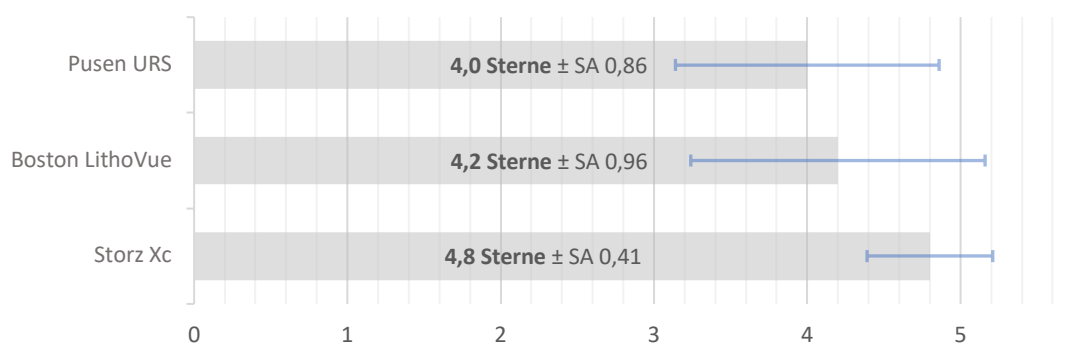 Pusen URS
4,0 Sterne ± SA 0,86
Boston LithoVue
4,2 Sterne ± SA 0,96
Storz Xc
4,8 Sterne ± SA 0,41
0 1 2 3 4 5